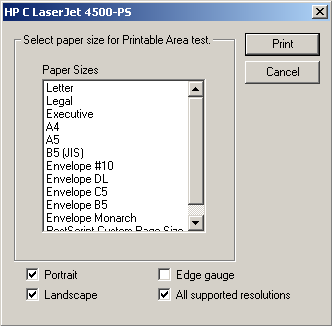 HP C LaserJet 4500-PS
Select paper size for Printable Area test.
Print
Cancel
Paper Sizes
Letter
Legal
Executive
A4
A5
B5 (JIS)
Envelope #10
Envelope DL
Envelope C5
Envelope B5
Envelope Monarch
PostScript Custom Page Size
Portrait
Edge gauge
Landscape
All supported resolutions